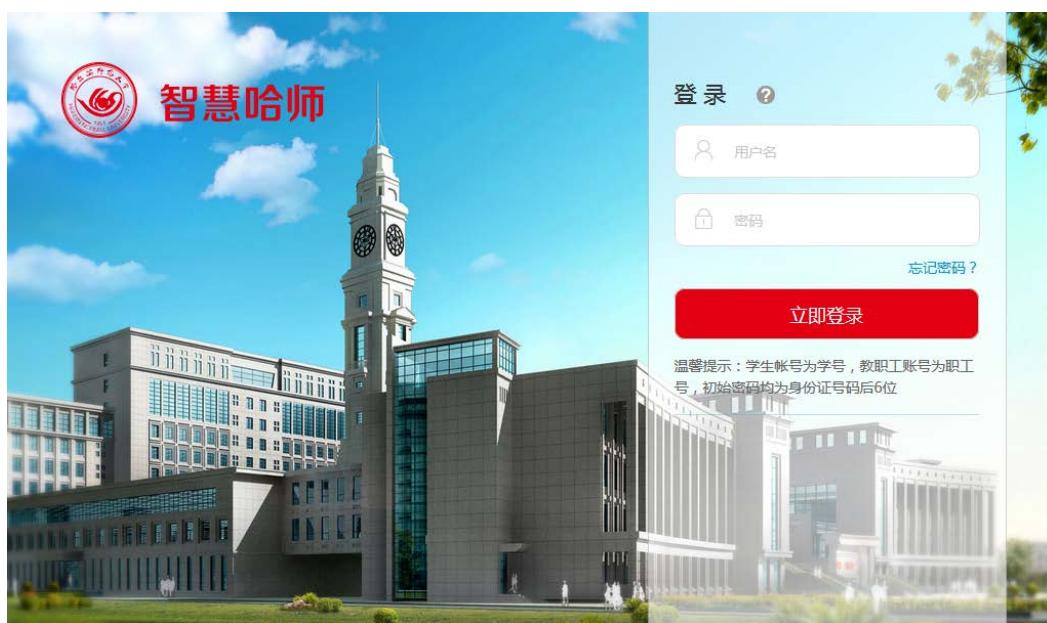 智慧哈师
登录
?
用户名
密码
忘记密码？
立即登录
温馨提示：学生帐号为学号，教职工账号为职工
号，初始密码均为身份证号码后6位